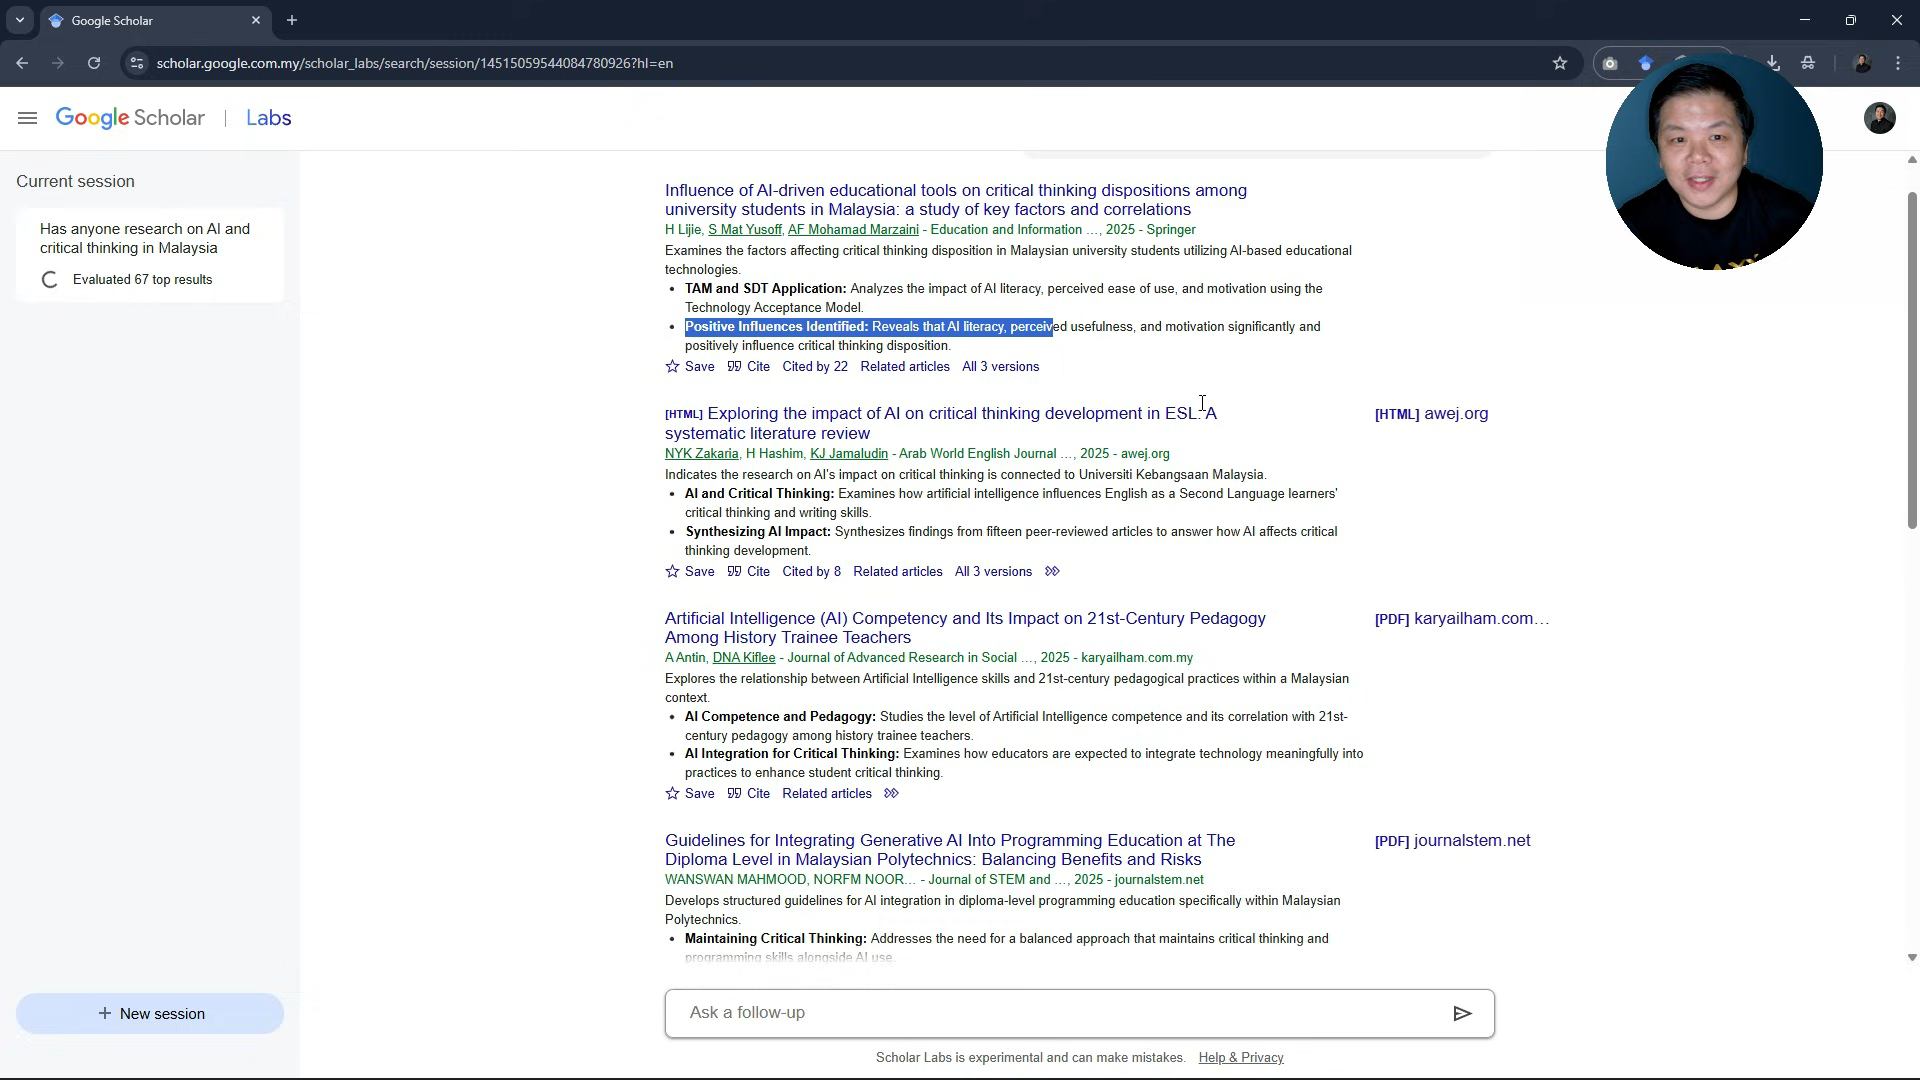 Google Scholar
scholar.google.com.my/scholar_labs/search/session/14515059544084780926?hl=en
Google Scholar | Labs
Current session
Has anyone research on AI and
critical thinking in Malaysia
Evaluated 67 top results
Influence of AI-driven educational tools on critical thinking dispositions among
university students in Malaysia: a study of key factors and correlations
H Lijie, S Mat Yusoff, AF Mohamad Marzaini - Education and Information …, 2025 - Springer
Examines the factors affecting critical thinking disposition in Malaysian university students utilizing AI-based educational
technologies.
• TAM and SDT Application: Analyzes the impact of AI literacy, perceived ease of use, and motivation using the
Technology Acceptance Model.
• Positive Influences Identified: Reveals that AI literacy, perceived usefulness, and motivation significantly and
positively influence critical thinking disposition.
Save Cite Cited by 22 Related articles All 3 versions
[HTML] Exploring the impact of AI on critical thinking development in ESL: A
systematic literature review
[HTML] awej.org
NYK Zakaria, H Hashim, KJ Jamaludin - Arab World English Journal …, 2025 - awej.org
Indicates the research on AI's impact on critical thinking is connected to Universiti Kebangsaan Malaysia.
• AI and Critical Thinking: Examines how artificial intelligence influences English as a Second Language learners'
critical thinking and writing skills.
• Synthesizing AI Impact: Synthesizes findings from fifteen peer-reviewed articles to answer how AI affects critical
thinking development.
Save Cite Cited by 8 Related articles All 3 versions
Artificial Intelligence (AI) Competency and Its Impact on 21st-Century Pedagogy
Among History Trainee Teachers
[PDF] karyailham.com…
A Antin, DNA Kiflee - Journal of Advanced Research in Social …, 2025 - karyailham.com.my
Explores the relationship between Artificial Intelligence skills and 21st-century pedagogical practices within a Malaysian
context.
• AI Competence and Pedagogy: Studies the level of Artificial Intelligence competence and its correlation with 21st-
century pedagogy among history trainee teachers.
• AI Integration for Critical Thinking: Examines how educators are expected to integrate technology meaningfully into
practices to enhance student critical thinking.
Save Cite Related articles
Guidelines for Integrating Generative AI Into Programming Education at The
Diploma Level in Malaysian Polytechnics: Balancing Benefits and Risks
[PDF] journalstem.net
WANSWAN MAHMOOD, NORFM NOOR… - Journal of STEM and …, 2025 - journalstem.net
Develops structured guidelines for AI integration in diploma-level programming education specifically within Malaysian
Polytechnics.
• Maintaining Critical Thinking: Addresses the need for a balanced approach that maintains critical thinking and
programming skills alongside AI use.
+ New session
Ask a follow-up
Scholar Labs is experimental and can make mistakes. Help & Privacy